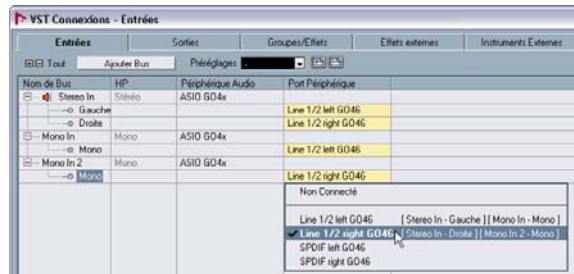 VST Connexions - Entrées
Entrées Sorties Groupes/Effets Effets externes Instruments Externes
Tout Ajouter Bus Préréglages
Nom de Bus HP Périphérique Audio Port Périphérique
Stereo In Stéréo ASIO GO4x
Gauche Line 1/2 left GO46
Droite Line 1/2 right GO46
Mono In Mono ASIO GO4x
Mono Line 1/2 left GO46
Mono In 2 Mono ASIO GO4x
Mono Line 1/2 right GO46
Non Connecté
Line 1/2 left GO46 [ Stereo In - Gauche ] [ Mono In - Mono ]
Line 1/2 right GO46 [ Stereo In - Droite ] [ Mono In 2 - Mono ]
SPDIF left GO46
SPDIF right GO46